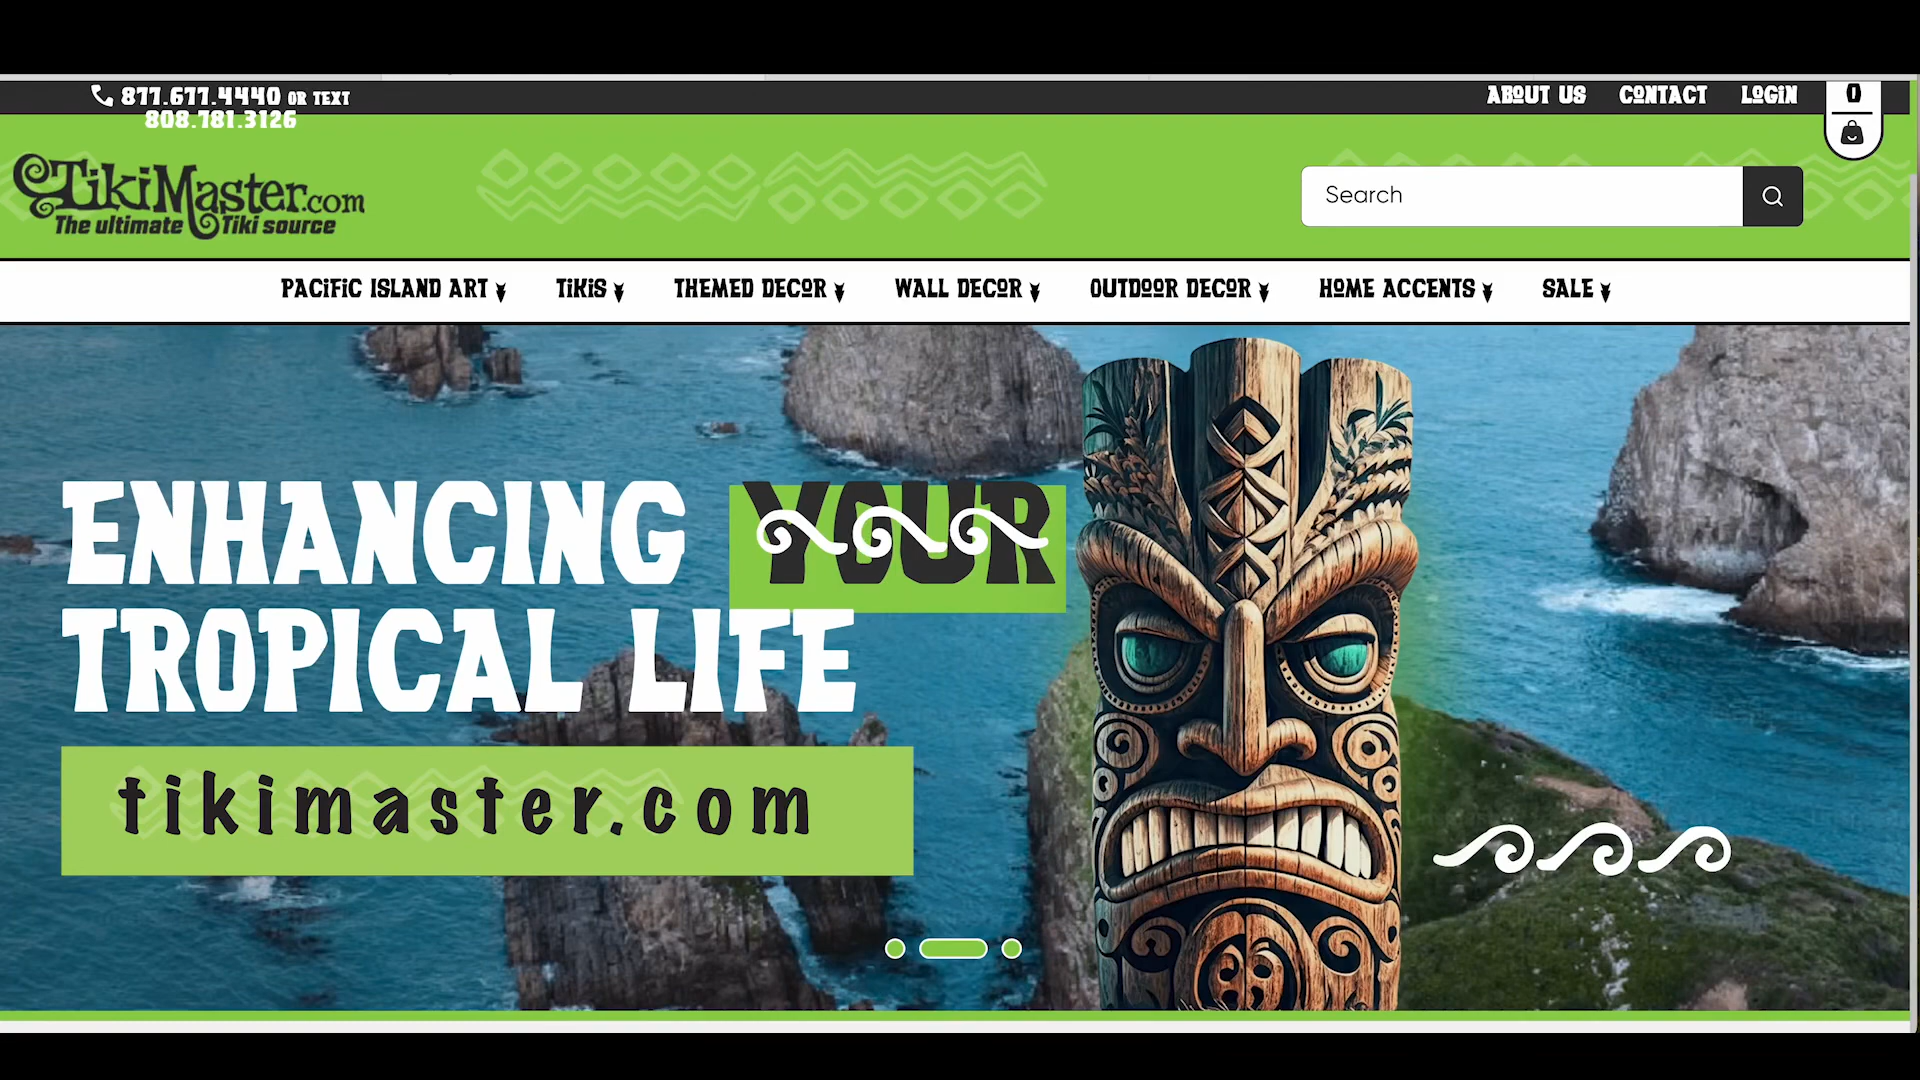 877.677.4440 OR TEXT
808.781.3126
ABOUT US
CONTACT
LOGIN
0
TikiMaster.com
The ultimate Tiki source
Search
PACIFIC ISLAND ART
TIKIS
THEMED DECOR
WALL DECOR
OUTDOOR DECOR
HOME ACCENTS
SALE
ENHANCING YOUR
TROPICAL LIFE
tikimaster.com